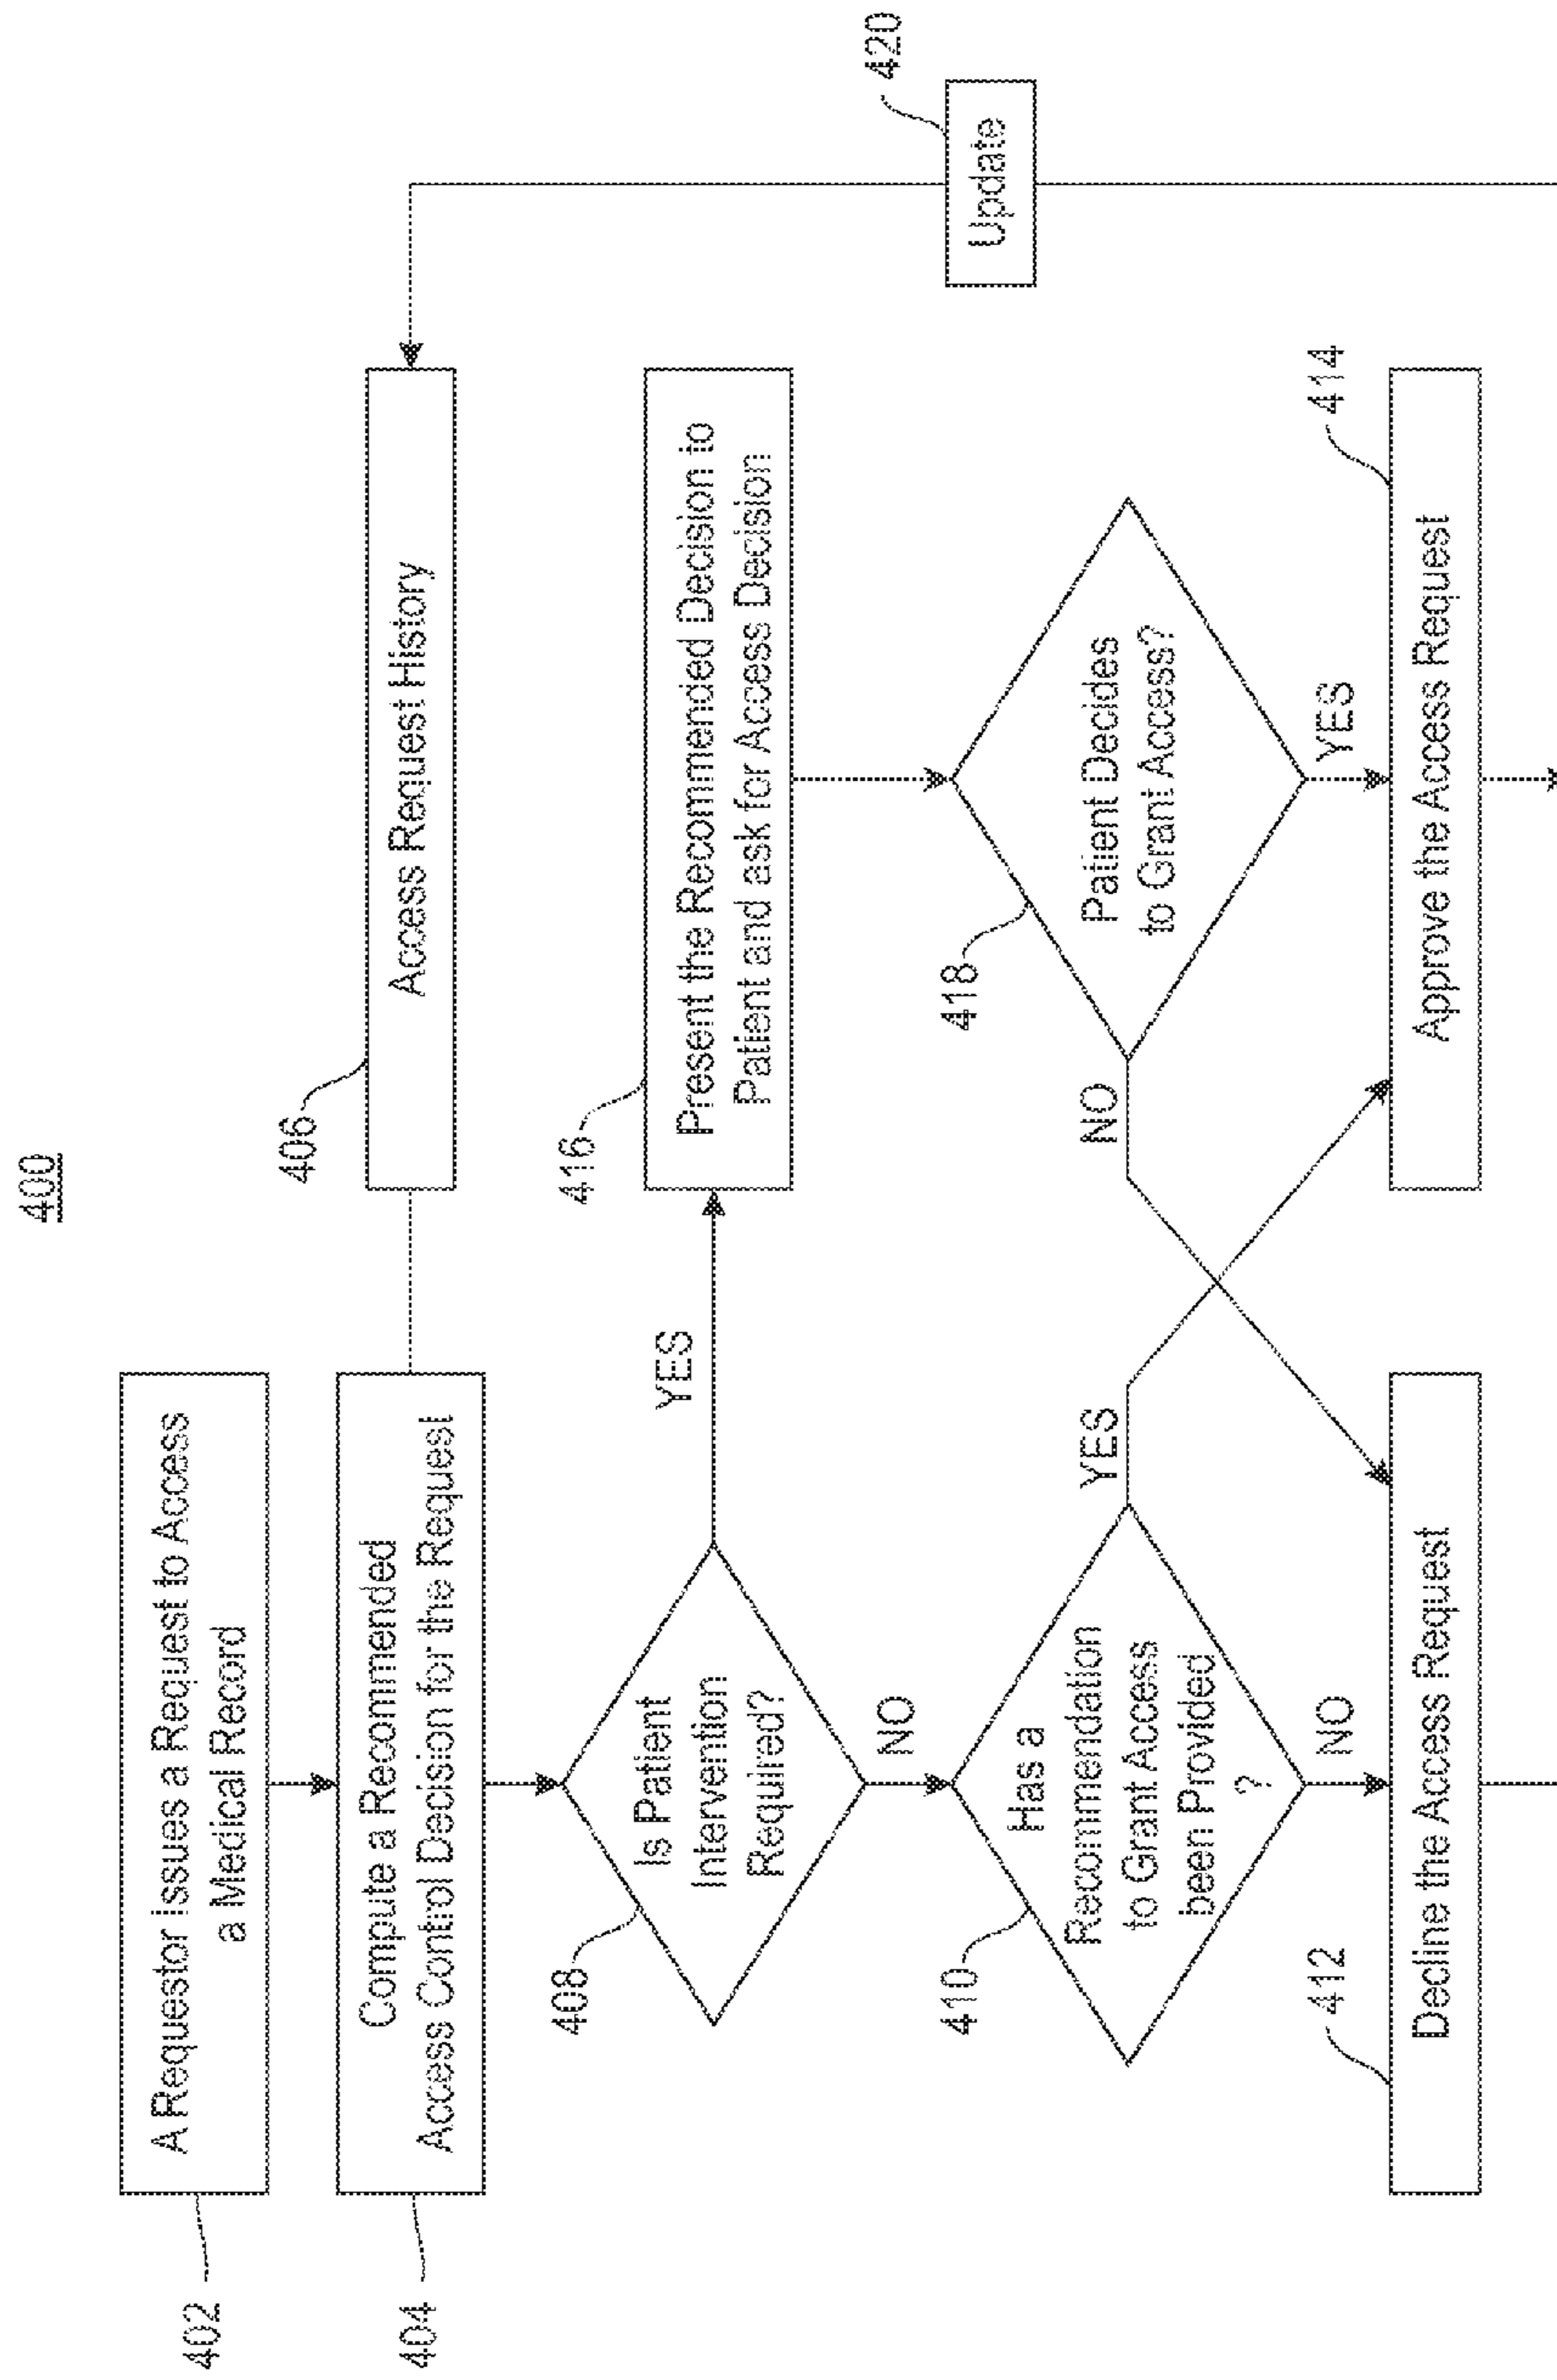 400
402
A Requestor issues a Request to Access
a Medical Record
404
Compute a Recommended
Access Control Decision for the Request
406
Access Request History
408
Is Patient
Intervention
Required?
YES
NO
416
Present the Recommended Decision to
Patient and ask for Access Decision
410
Has a
Recommendation
to Grant Access
been Provided
?
YES
NO
418
Patient Decides
to Grant Access?
NO
YES
420
Update
412
Decline the Access Request
414
Approve the Access Request